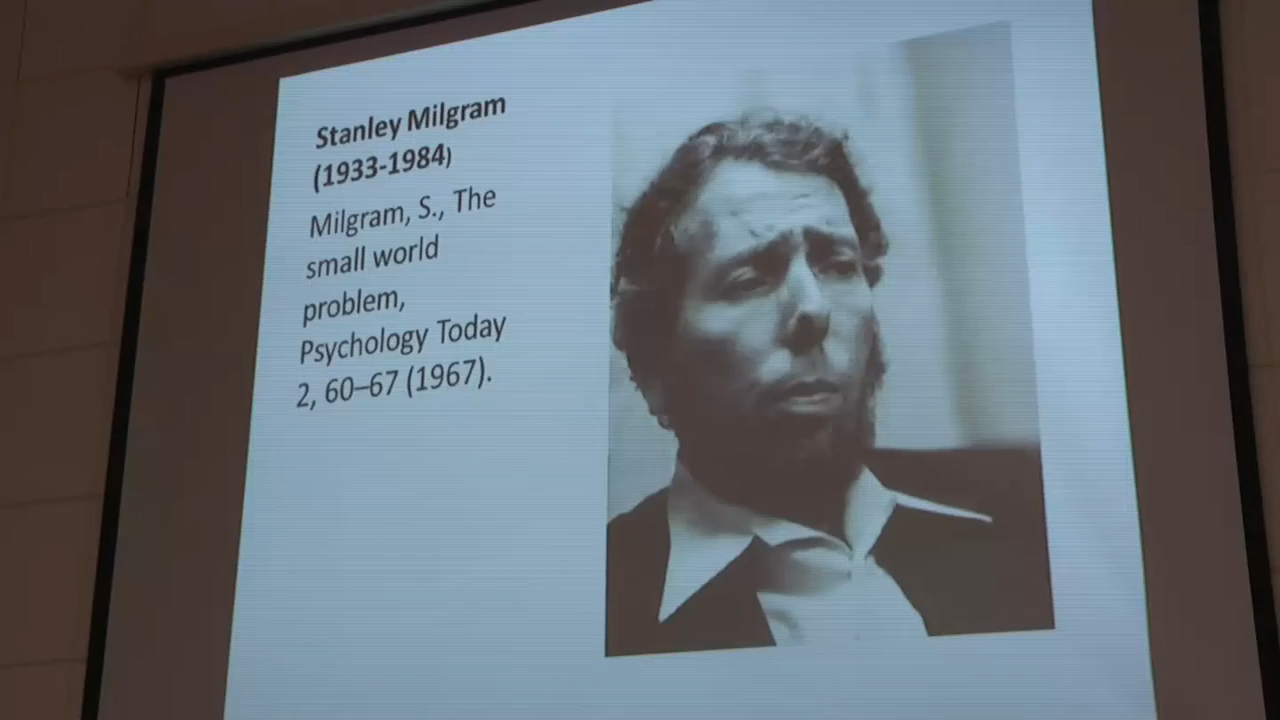 Stanley Milgram
(1933-1984)
Milgram, S., The
small world
problem,
Psychology Today
2, 60–67 (1967).